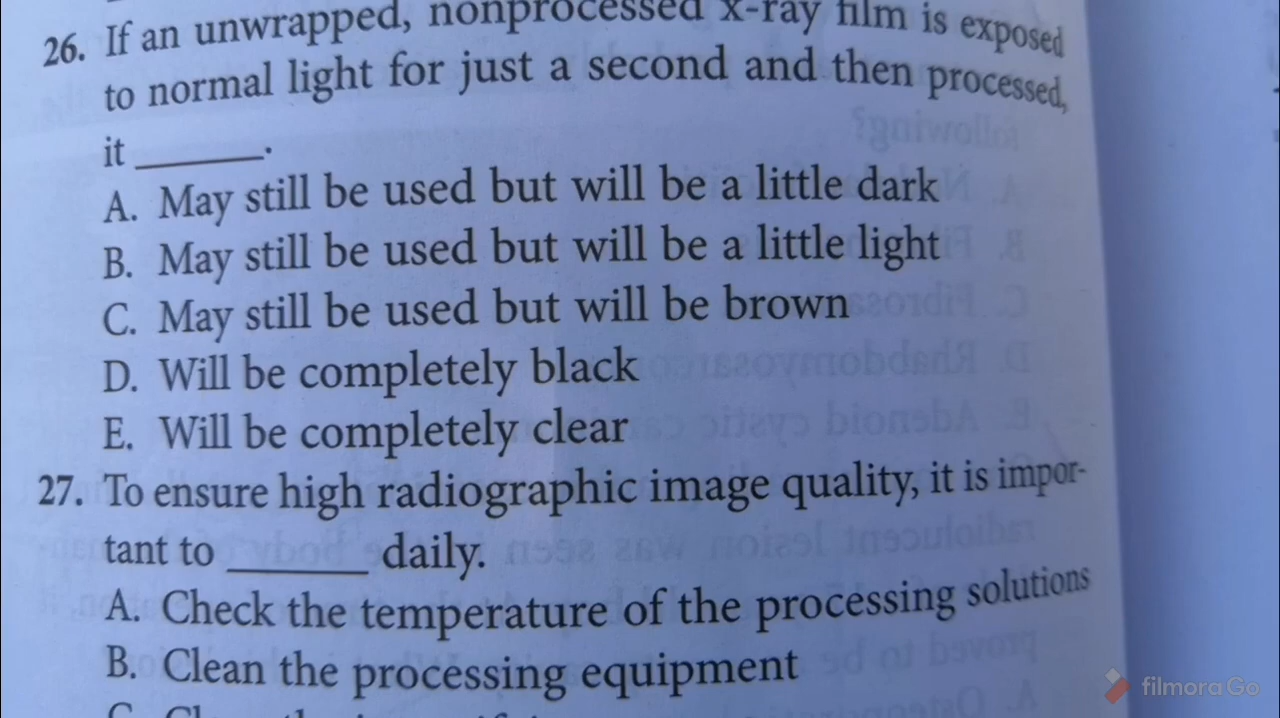 26. If an unwrapped, nonprocessed x-ray film is exposed
to normal light for just a second and then processed,
it ______.
A. May still be used but will be a little dark
B. May still be used but will be a little light
C. May still be used but will be brown
D. Will be completely black
E. Will be completely clear
27. To ensure high radiographic image quality, it is impor-
tant to ______ daily.
A. Check the temperature of the processing solutions
B. Clean the processing equipment
C.
filmoraGo